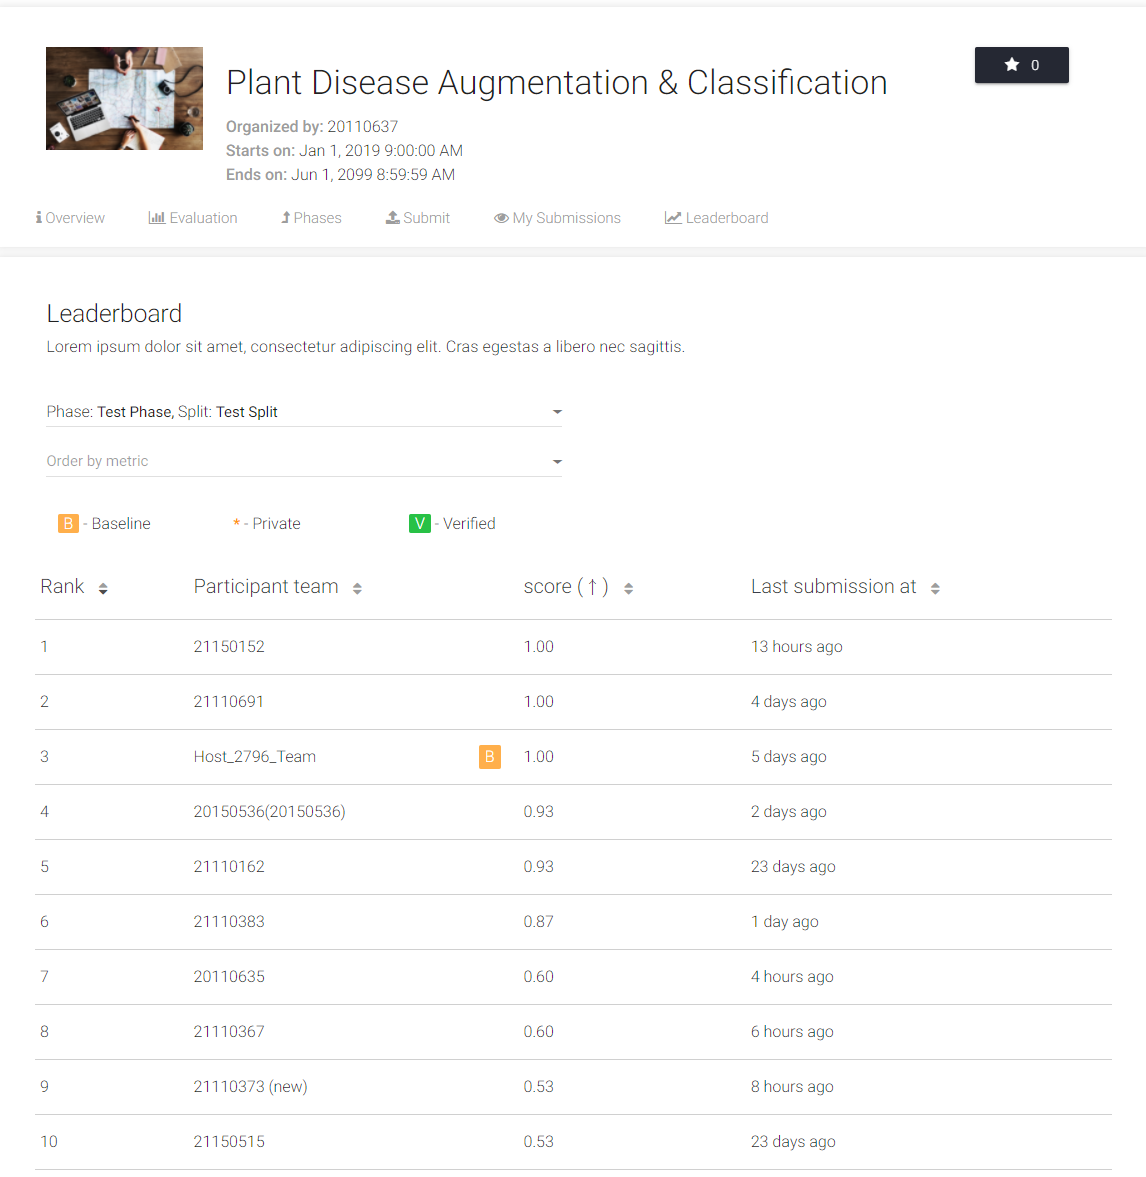 Plant Disease Augmentation & Classification
★ 0
Organized by: 20110637
Starts on: Jan 1, 2019 9:00:00 AM
Ends on: Jun 1, 2099 8:59:59 AM
Overview Evaluation Phases Submit My Submissions Leaderboard
Leaderboard
Lorem ipsum dolor sit amet, consectetur adipiscing elit. Cras egestas a libero nec sagittis.
Phase: Test Phase, Split: Test Split
Order by metric
B - Baseline * - Private V - Verified
Rank Participant team score (↑) Last submission at
1 21150152 1.00 13 hours ago
2 21110691 1.00 4 days ago
3 Host_2796_Team B 1.00 5 days ago
4 20150536(20150536) 0.93 2 days ago
5 21110162 0.93 23 days ago
6 21110383 0.87 1 day ago
7 20110635 0.60 4 hours ago
8 21110367 0.60 6 hours ago
9 21110373 (new) 0.53 8 hours ago
10 21150515 0.53 23 days ago